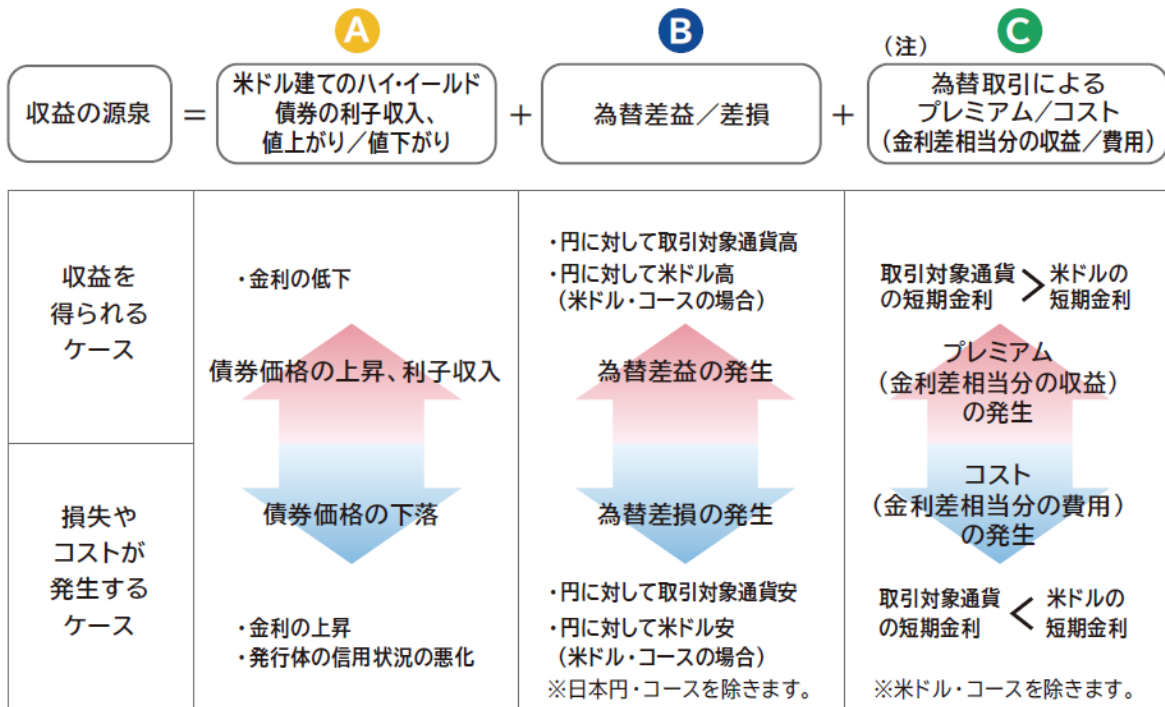 A
B
(注)
C
収益の源泉
=
米ドル建てのハイ・イールド
債券の利子収入、
値上がり/値下がり
+
為替差益/差損
+
為替取引による
プレミアム/コスト
(金利差相当分の収益/費用)
収益を
得られる
ケース
・金利の低下
債券価格の上昇、利子収入
・円に対して取引対象通貨高
・円に対して米ドル高
(米ドル・コースの場合)
為替差益の発生
取引対象通貨
の短期金利
>
米ドルの
短期金利
プレミアム
(金利差相当分の収益)
の発生
損失や
コストが
発生する
ケース
債券価格の下落
・金利の上昇
・発行体の信用状況の悪化
為替差損の発生
・円に対して取引対象通貨安
・円に対して米ドル安
(米ドル・コースの場合)
※日本円・コースを除きます。
コスト
(金利差相当分の費用)
の発生
取引対象通貨
の短期金利
<
米ドルの
短期金利
※米ドル・コースを除きます。